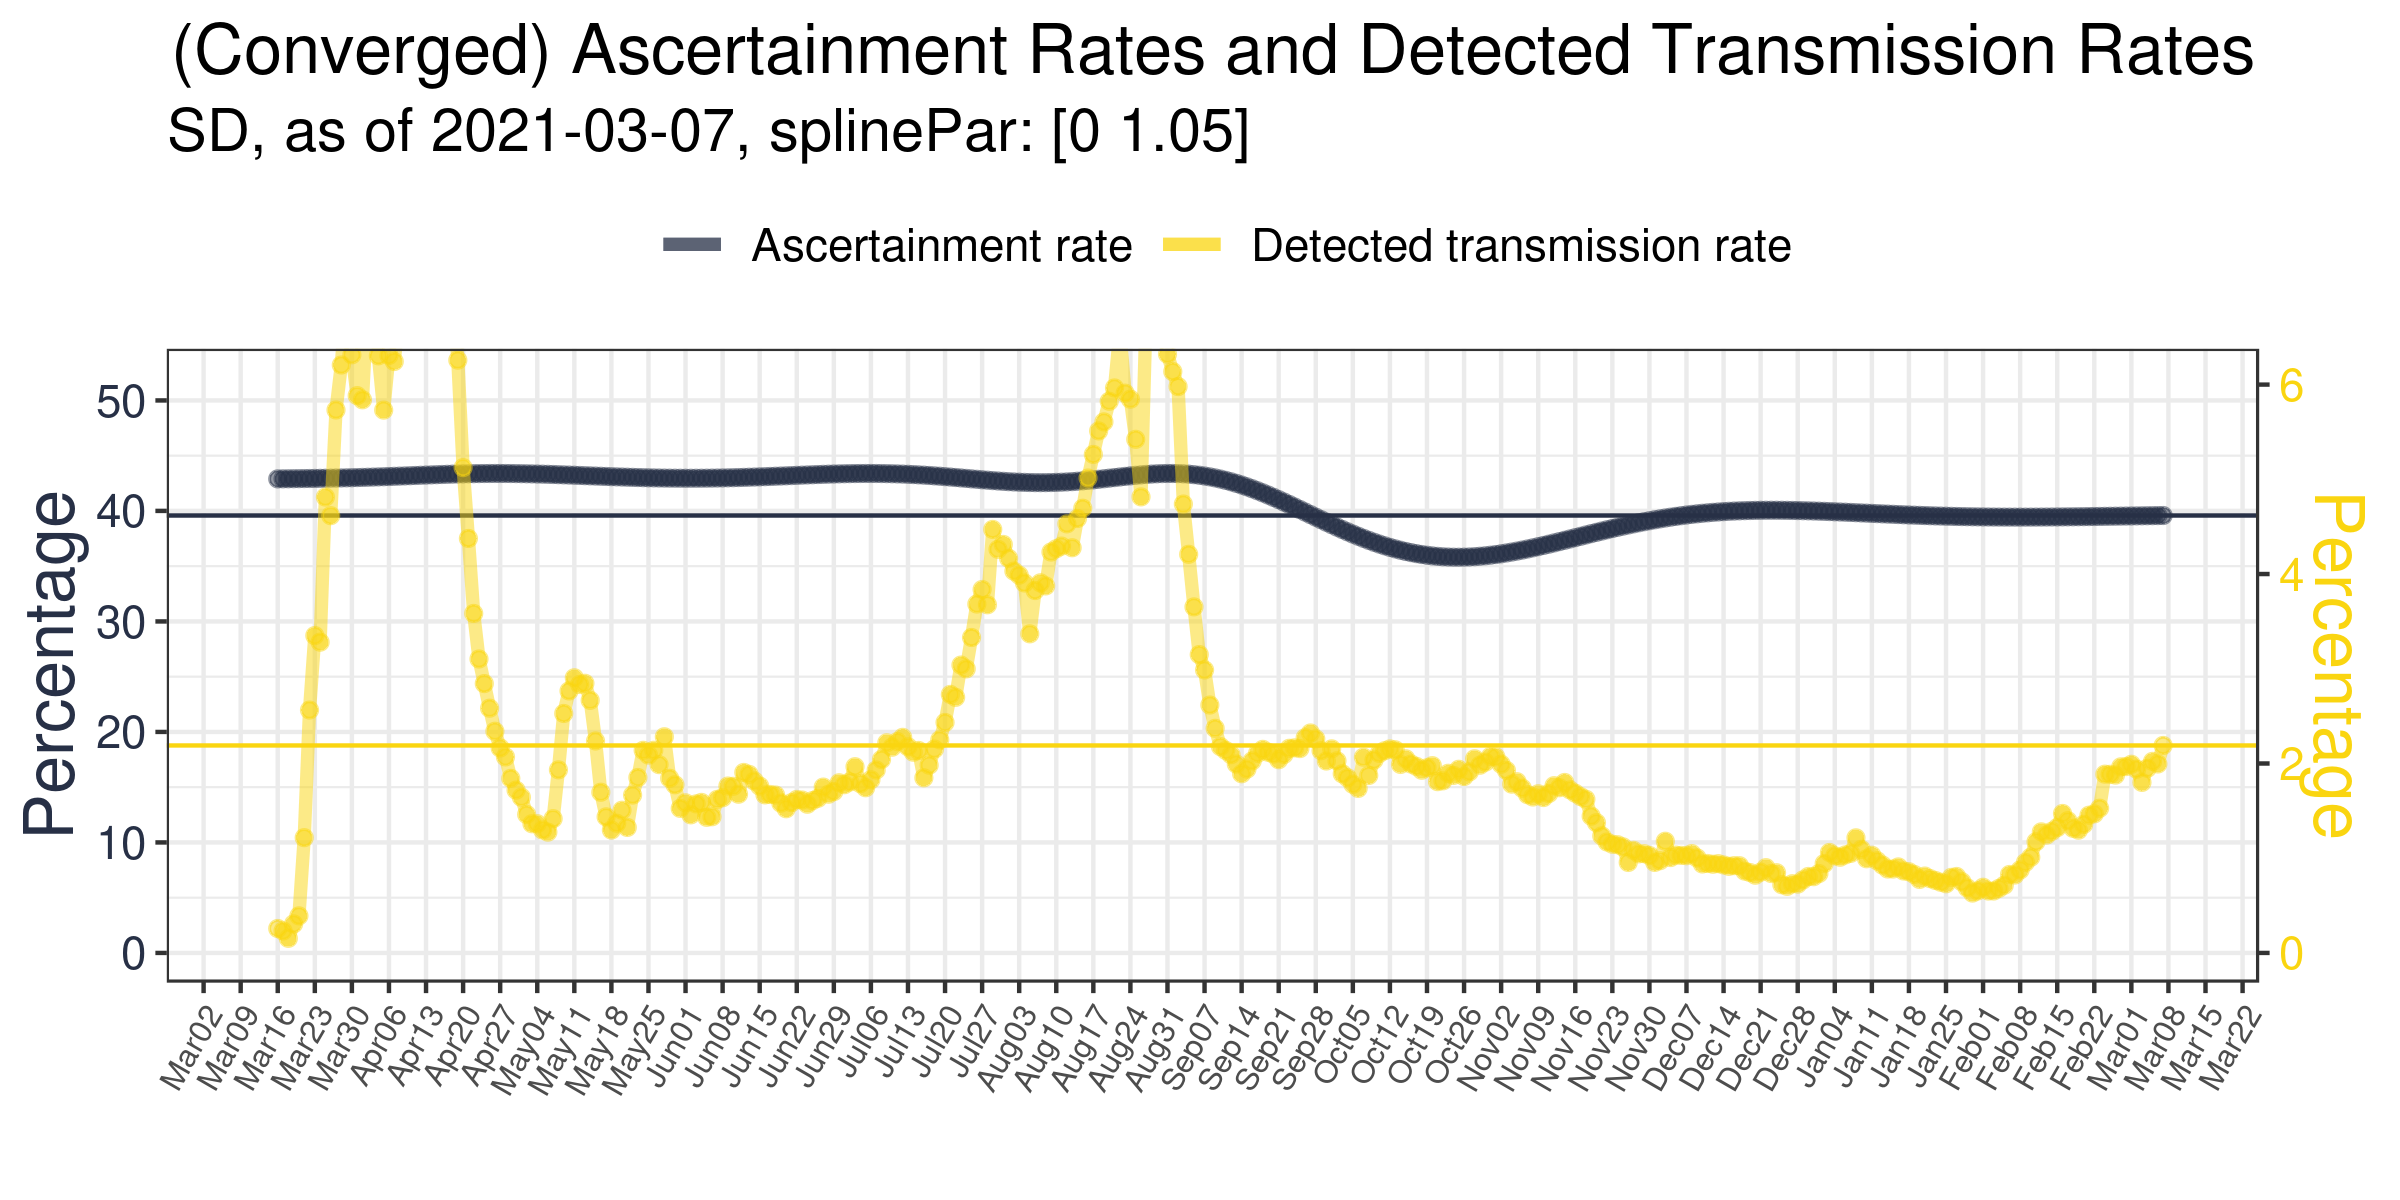 (Converged) Ascertainment Rates and Detected Transmission Rates
SD, as of 2021-03-07, splinePar: [0 1.05]
Ascertainment rate
Detected transmission rate
Percentage
50
40
30
20
10
0
6
4
2
0
Percentage
Mar02
Mar09
Mar16
Mar23
Mar30
Apr06
Apr13
Apr20
Apr27
May04
May11
May18
May25
Jun01
Jun08
Jun15
Jun22
Jun29
Jul06
Jul13
Jul20
Jul27
Aug03
Aug10
Aug17
Aug24
Aug31
Sep07
Sep14
Sep21
Sep28
Oct05
Oct12
Oct19
Oct26
Nov02
Nov09
Nov16
Nov23
Nov30
Dec07
Dec14
Dec21
Dec28
Jan04
Jan11
Jan18
Jan25
Feb01
Feb08
Feb15
Feb22
Mar01
Mar08
Mar15
Mar22